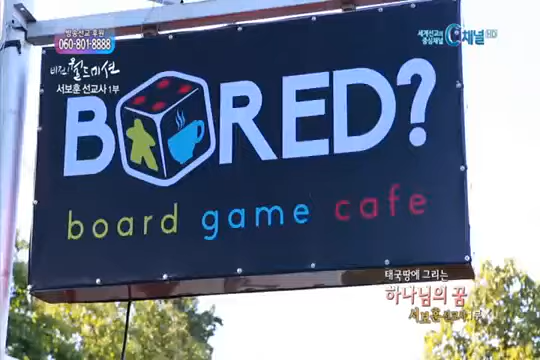 방송선교 후원
060-801-8888
비전! 월드미션
서보훈 선교사 1부
세계선교의
중심채널 C채널 HD
BORED?
board game cafe
태국땅에 그리는
하나님의 꿈
서보훈 선교사 1부